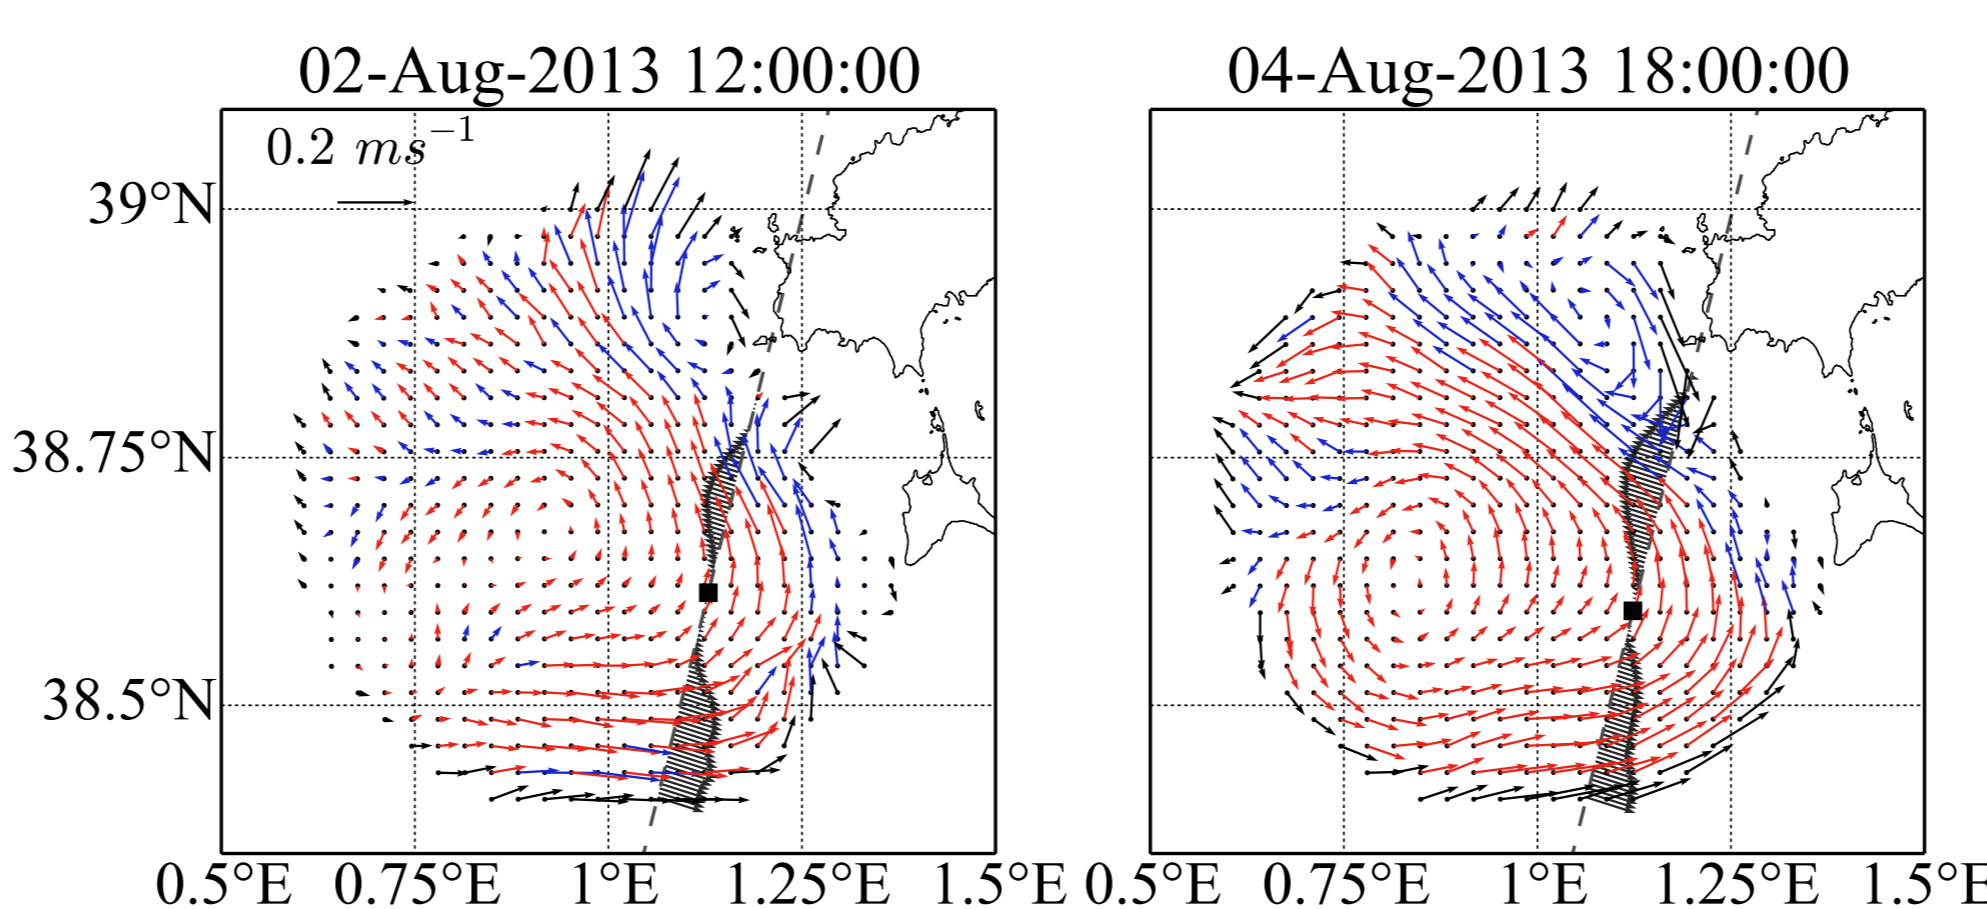 02-Aug-2013 12:00:00
04-Aug-2013 18:00:00
0.2 ms⁻¹
39°N
38.75°N
38.5°N
0.5°E 0.75°E 1°E 1.25°E 1.5°E
0.5°E 0.75°E 1°E 1.25°E 1.5°E